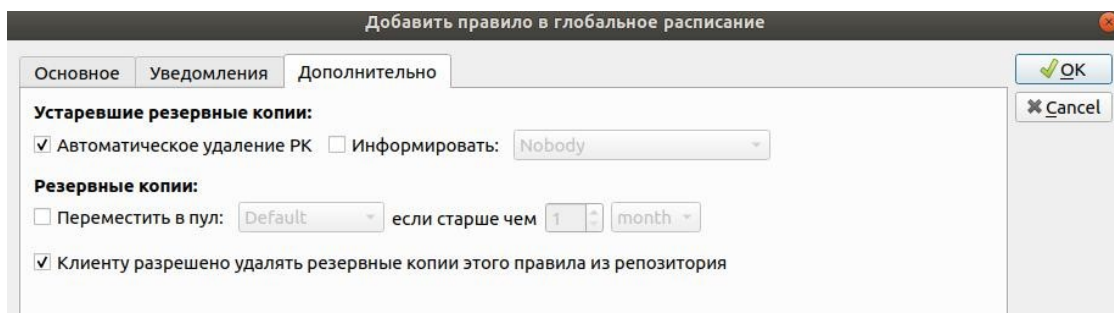 Добавить правило в глобальное расписание
Основное Уведомления Дополнительно
OK
Cancel
Устаревшие резервные копии:
Автоматическое удаление РК Информировать: Nobody
Резервные копии:
Переместить в пул: Default если старше чем 1 month
Клиенту разрешено удалять резервные копии этого правила из репозитория